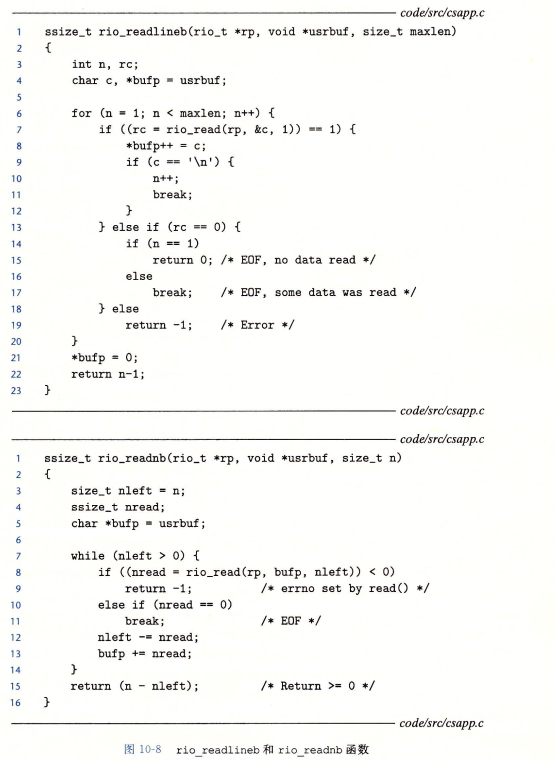 code/src/csapp.c
1 ssize_t rio_readlineb(rio_t *rp, void *usrbuf, size_t maxlen)
2 {
3     int n, rc;
4     char c, *bufp = usrbuf;
5
6     for (n = 1; n < maxlen; n++) {
7         if ((rc = rio_read(rp, &c, 1)) == 1) {
8             *bufp++ = c;
9             if (c == '\n') {
10                 n++;
11                 break;
12             }
13         } else if (rc == 0) {
14             if (n == 1)
15                 return 0; /* EOF, no data read */
16             else
17                 break;    /* EOF, some data was read */
18         } else
19             return -1;    /* Error */
20     }
21     *bufp = 0;
22     return n-1;
23 }
code/src/csapp.c
code/src/csapp.c
1 ssize_t rio_readnb(rio_t *rp, void *usrbuf, size_t n)
2 {
3     size_t nleft = n;
4     ssize_t nread;
5     char *bufp = usrbuf;
6
7     while (nleft > 0) {
8         if ((nread = rio_read(rp, bufp, nleft)) < 0)
9             return -1;          /* errno set by read() */
10         else if (nread == 0)
11             break;              /* EOF */
12         nleft -= nread;
13         bufp += nread;
14     }
15     return (n - nleft);         /* Return >= 0 */
16 }
code/src/csapp.c
图 10-8 rio_readlineb 和 rio_readnb 函数